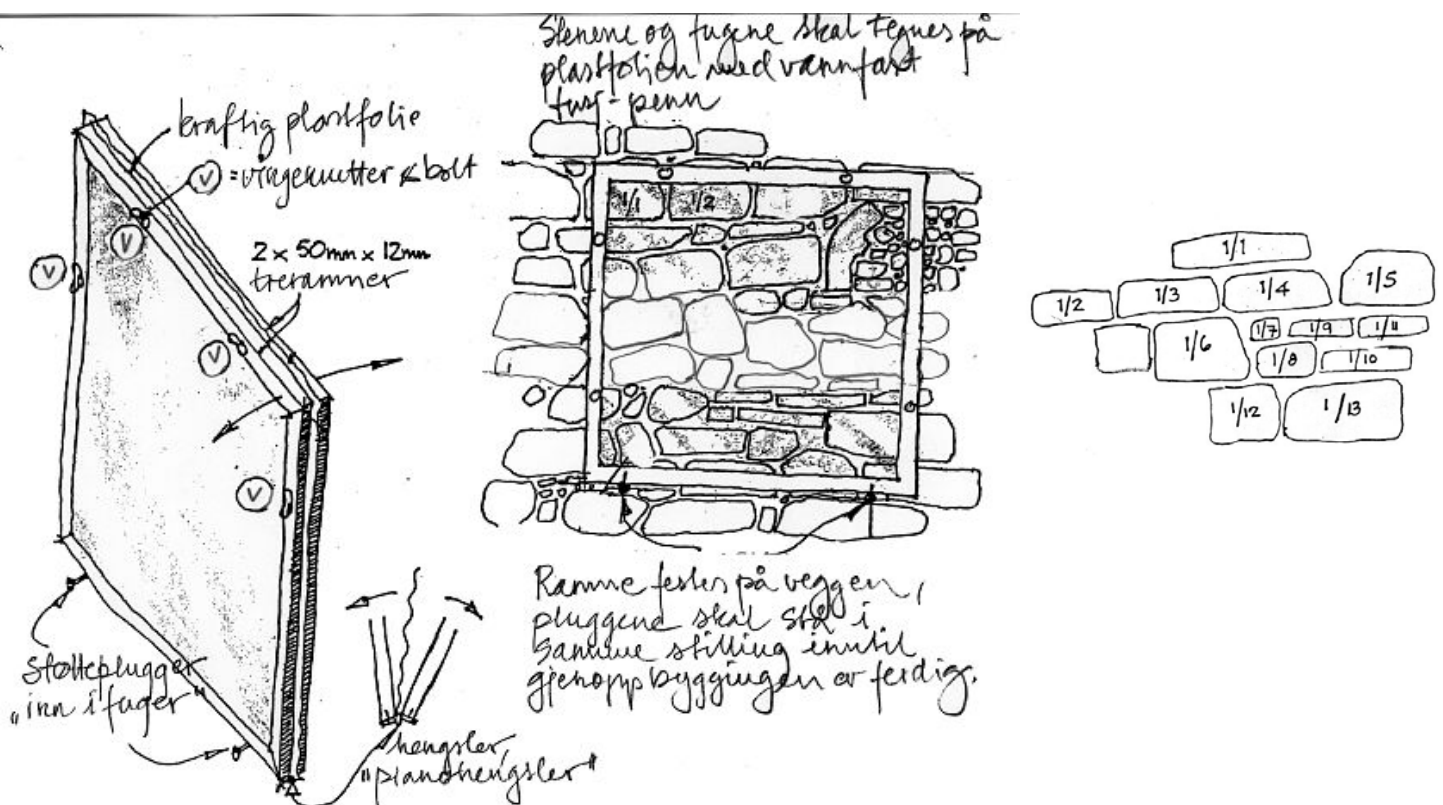 Stenene og fugene skal tegnes på
plastfolien med vannfast
tusj-penn
kraftig plastfolie
V = vingemutter & bolt
V
V
2 x 50mm x 12mm
trerammer
V
V
støtteplugger
"inn i fuger"
hengsler,
"pianohengsler"
1/1 1/2
Ramme festes på veggen,
pluggene skal stå i
samme stilling inntil
gjenoppbyggingen er ferdig.
1/1
1/2 1/3 1/4 1/5
1/6 1/7 1/9 1/11
1/8 1/10
1/12 1/13